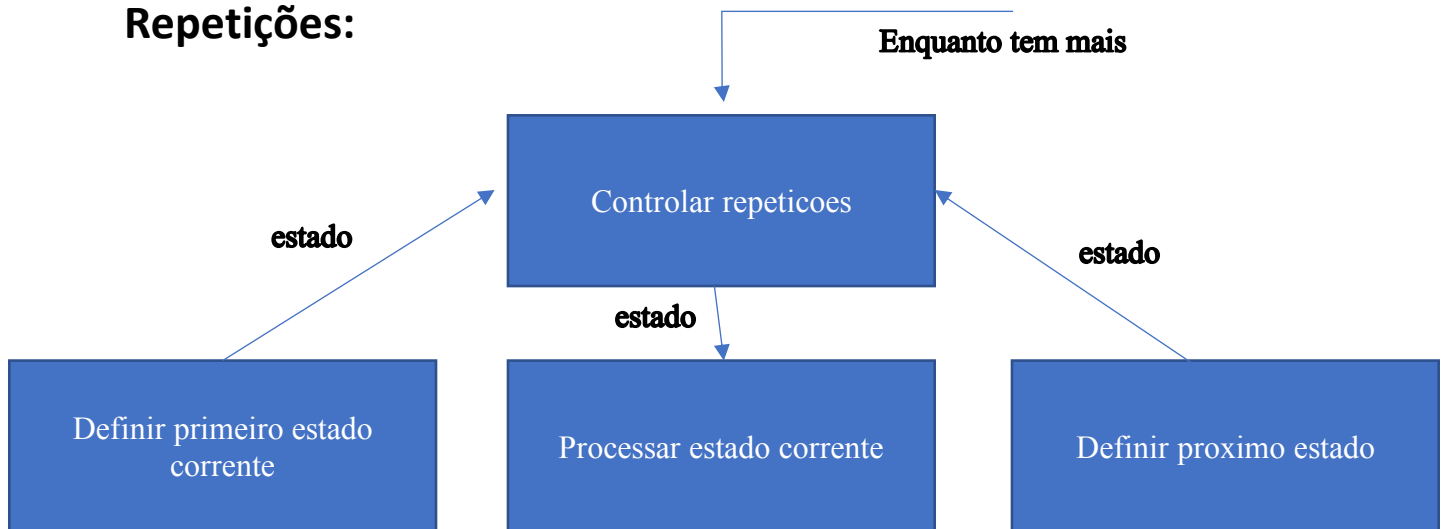 Repetições:
Enquanto tem mais
Controlar repeticoes
estado
estado
estado
Definir primeiro estado
corrente
Processar estado corrente
Definir proximo estado